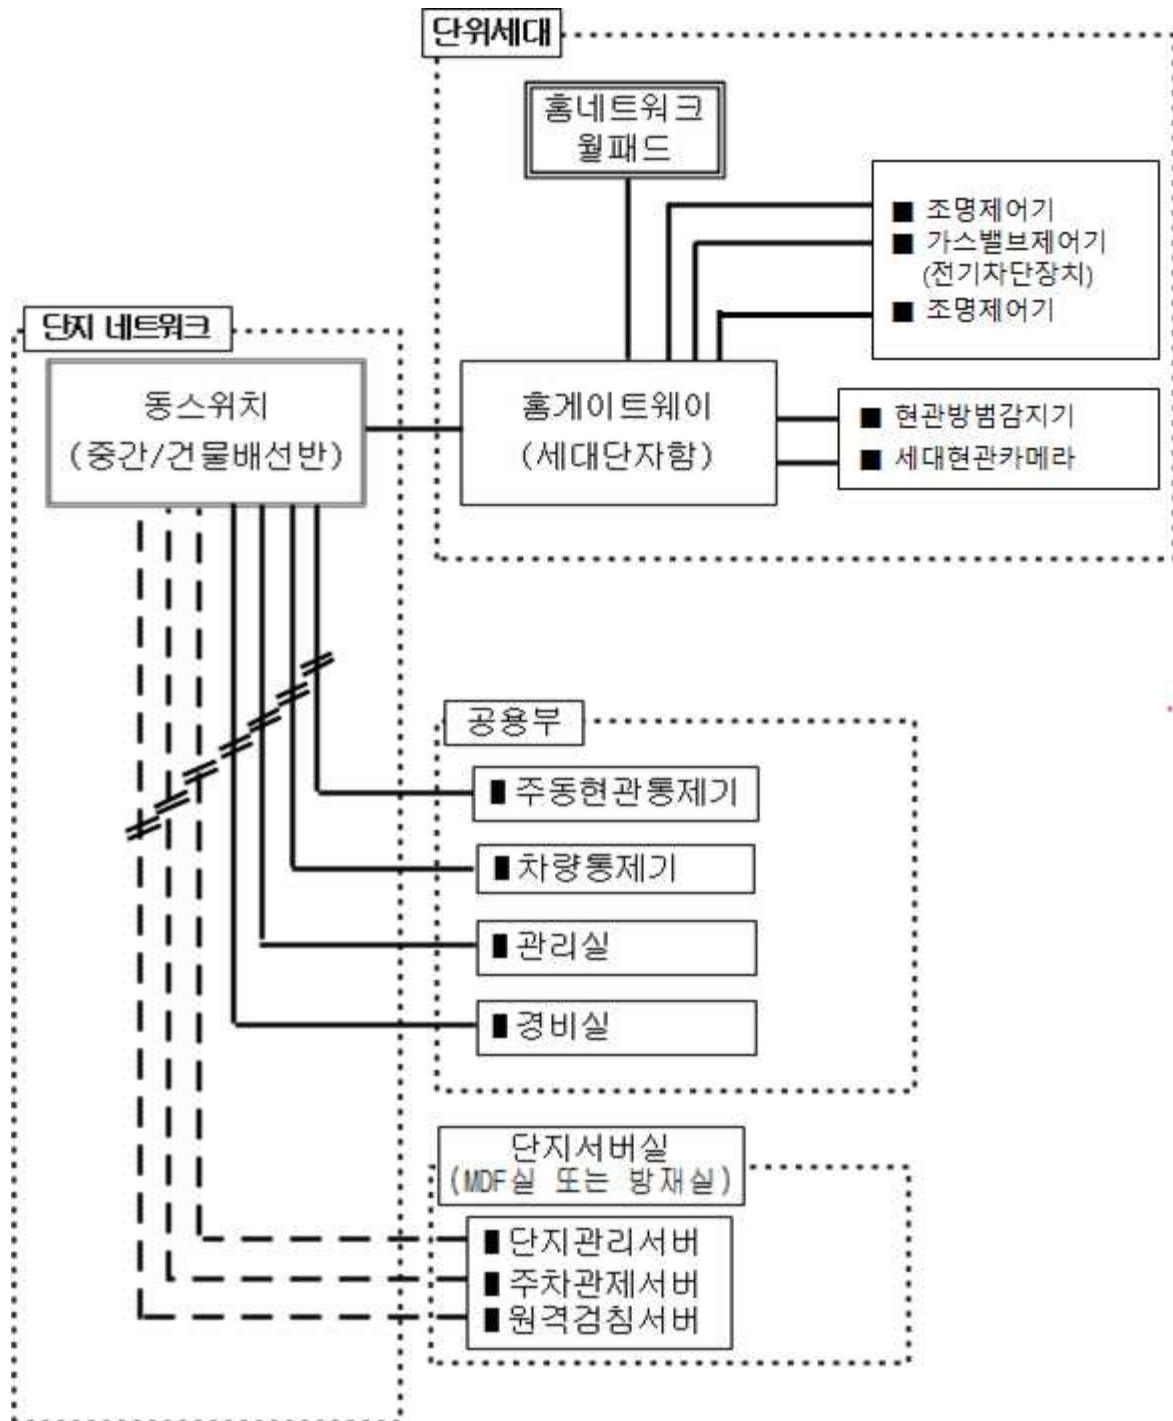 단위세대
홈네트워크
월패드
■ 조명제어기
■ 가스밸브제어기
(전기차단장치)
■ 조명제어기
단지 네트워크
동스위치
(중간/건물배선반)
홈게이트웨이
(세대단자함)
■ 현관방범감지기
■ 세대현관카메라
공용부
■주동현관통제기
■차량통제기
■관리실
■경비실
단지서버실
(MDF실 또는 방재실)
■단지관리서버
■주차관제서버
■원격검침서버